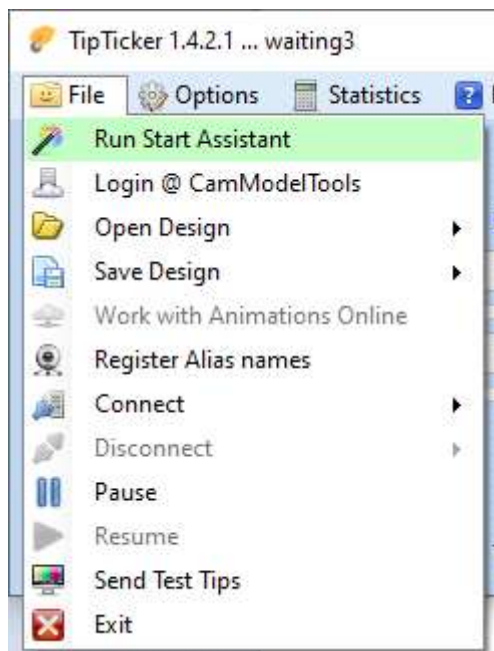 TipTicker 1.4.2.1 ... waiting3
File Options Statistics
Run Start Assistant
Login @ CamModelTools
Open Design
Save Design
Work with Animations Online
Register Alias names
Connect
Disconnect
Pause
Resume
Send Test Tips
Exit